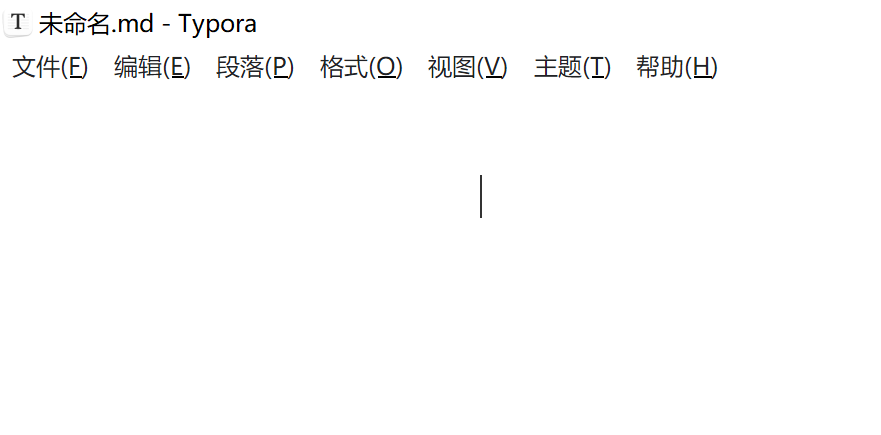 T 未命名.md - Typora
文件(F) 编辑(E) 段落(P) 格式(O) 视图(V) 主题(T) 帮助(H)